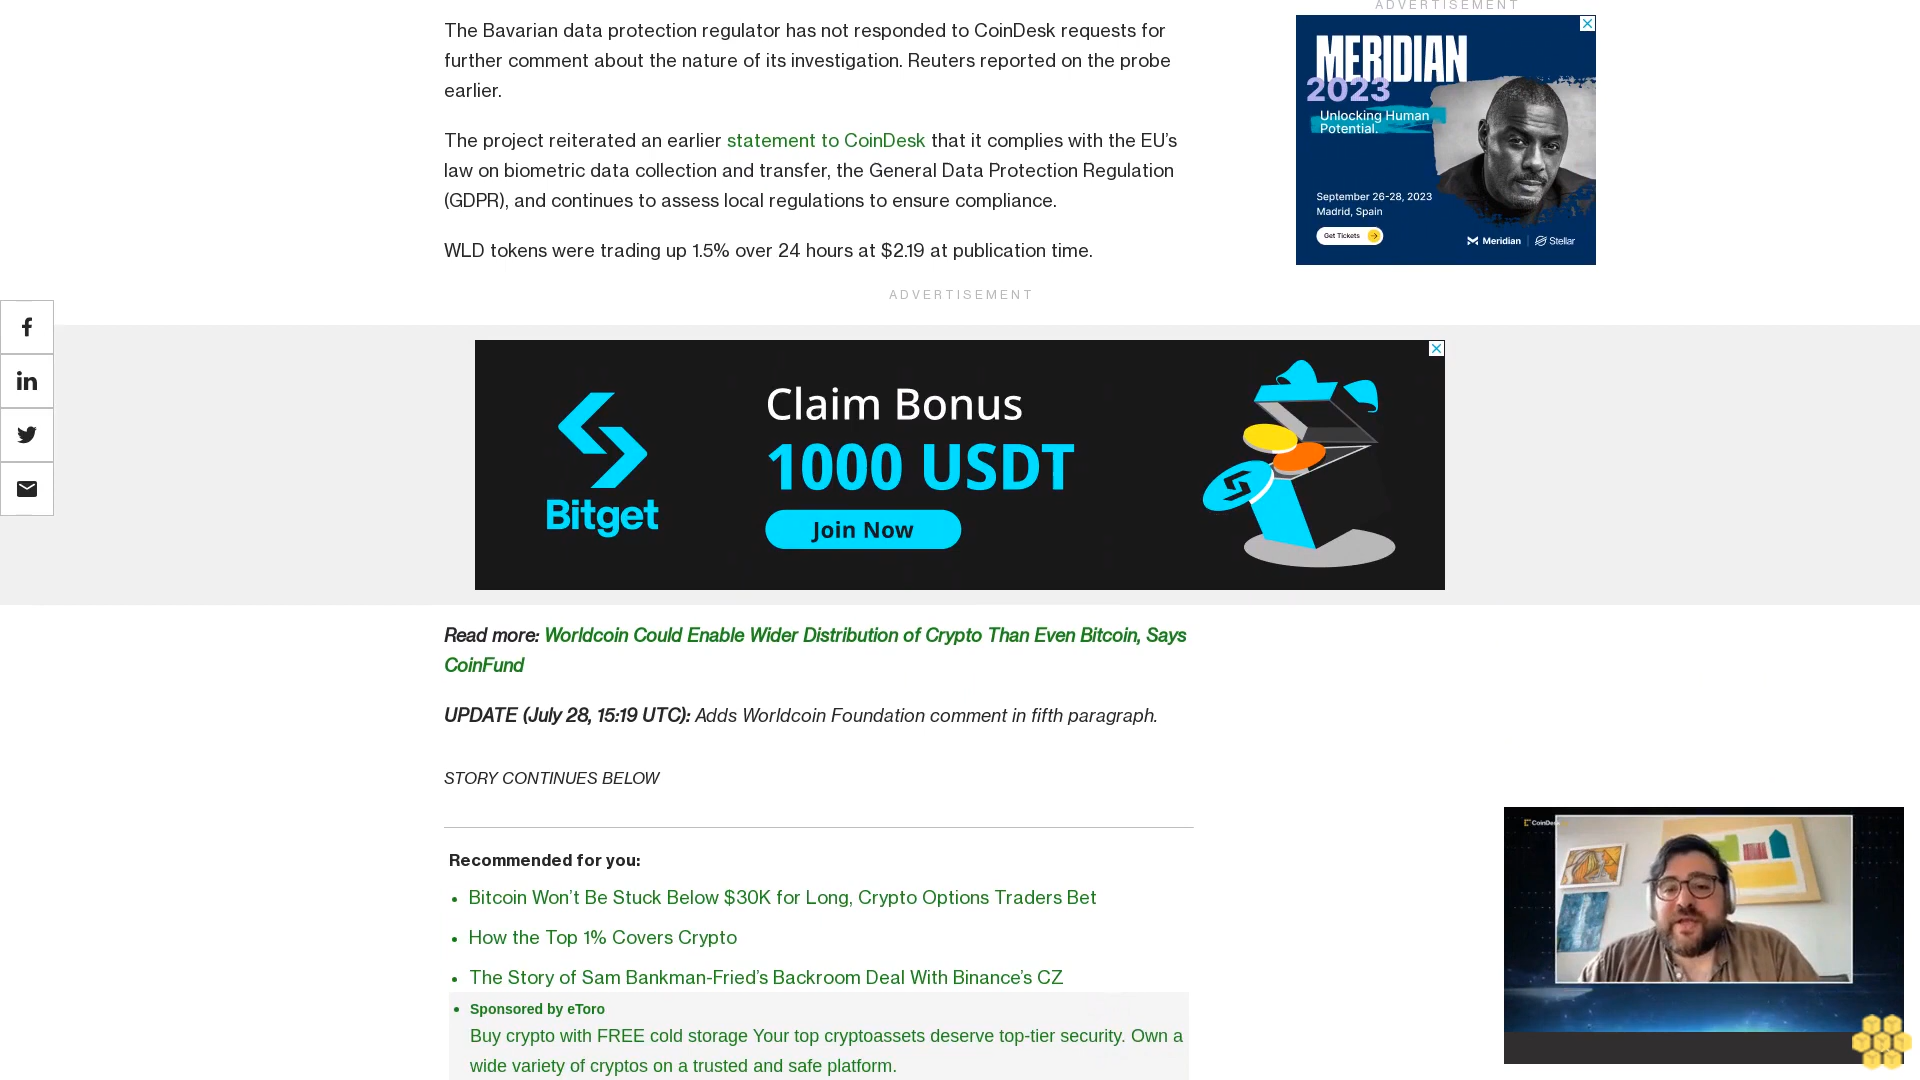 ADVERTISEMENT
The Bavarian data protection regulator has not responded to CoinDesk requests for
further comment about the nature of its investigation. Reuters reported on the probe
earlier.
The project reiterated an earlier statement to CoinDesk that it complies with the EU’s
law on biometric data collection and transfer, the General Data Protection Regulation
(GDPR), and continues to assess local regulations to ensure compliance.
WLD tokens were trading up 1.5% over 24 hours at $2.19 at publication time.
MERIDIAN
2023
Unlocking Human
Potential.
September 26-28, 2023
Madrid, Spain
Get Tickets
Meridian | Stellar
ADVERTISEMENT
Bitget
Claim Bonus
1000 USDT
Join Now
Read more: Worldcoin Could Enable Wider Distribution of Crypto Than Even Bitcoin, Says
CoinFund
UPDATE (July 28, 15:19 UTC): Adds Worldcoin Foundation comment in fifth paragraph.
STORY CONTINUES BELOW
Recommended for you:
• Bitcoin Won’t Be Stuck Below $30K for Long, Crypto Options Traders Bet
• How the Top 1% Covers Crypto
• The Story of Sam Bankman-Fried’s Backroom Deal With Binance’s CZ
• Sponsored by eToro
Buy crypto with FREE cold storage Your top cryptoassets deserve top-tier security. Own a
wide variety of cryptos on a trusted and safe platform.